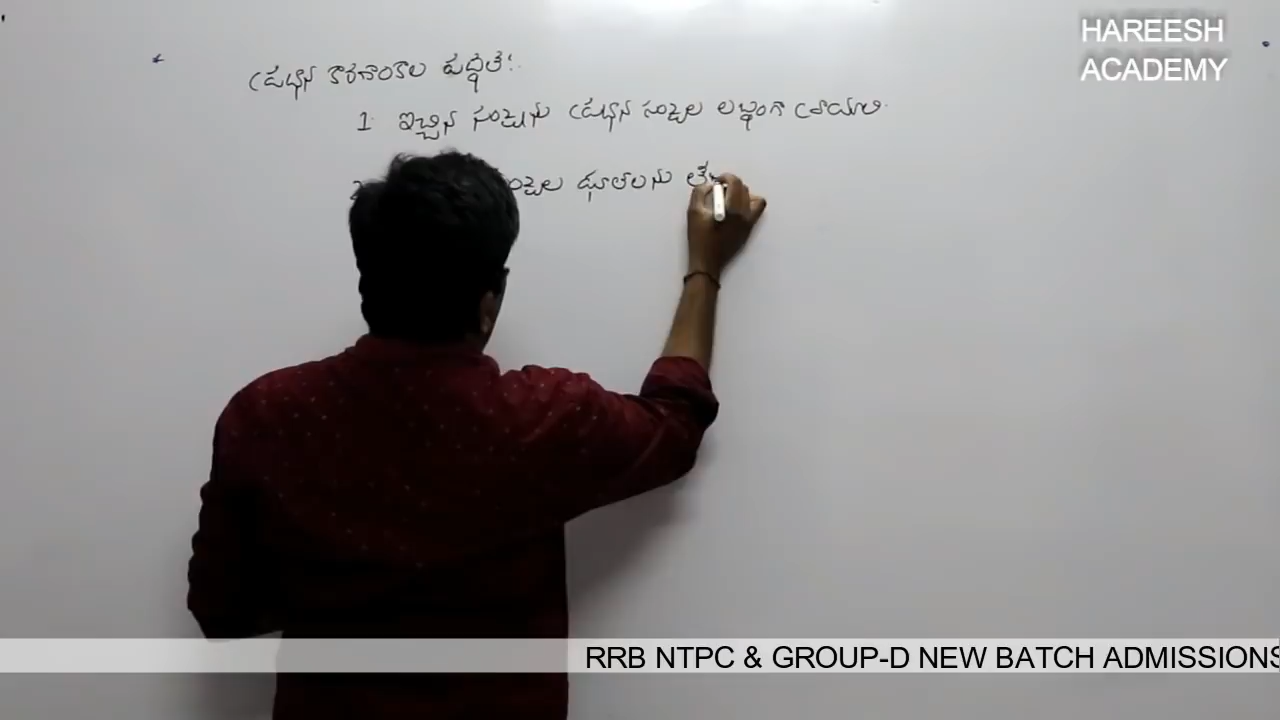 HAREESH
ACADEMY
ప్రధాన కారణాంకాల పద్ధతి:
1. ఇచ్చిన సంఖ్యను ప్రధాన సంఖ్యల లబ్ధంగా వ్రాయాలి.
2 ఘాతాలను
RRB NTPC & GROUP-D NEW BATCH ADMISSIONS